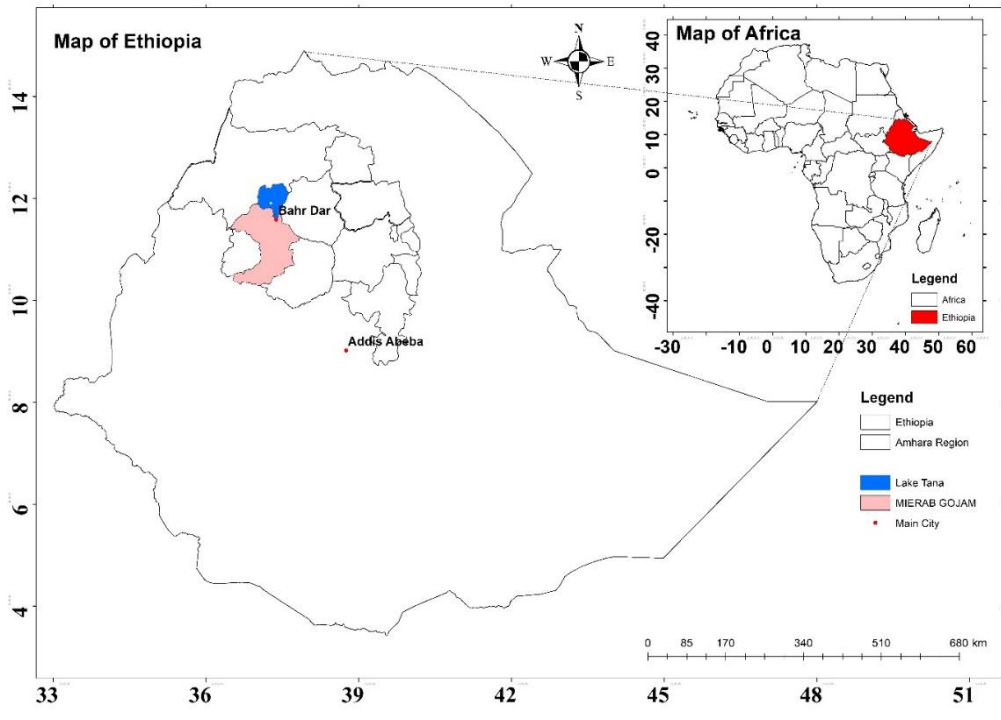 Map of Ethiopia
N
W E
S
Map of Africa
40
30
20
10
0
-20
-40
-30 -20 -10 0 10 20 30 40 50 60
Legend
Africa
Ethiopia
14
12
10
8
6
4
Bahr Dar
Addis Abeba
Legend
Ethiopia
Amhara Region
Lake Tana
MIERAB GOJAM
Main City
0 85 170 340 510 680 km
33 36 39 42 45 48 51